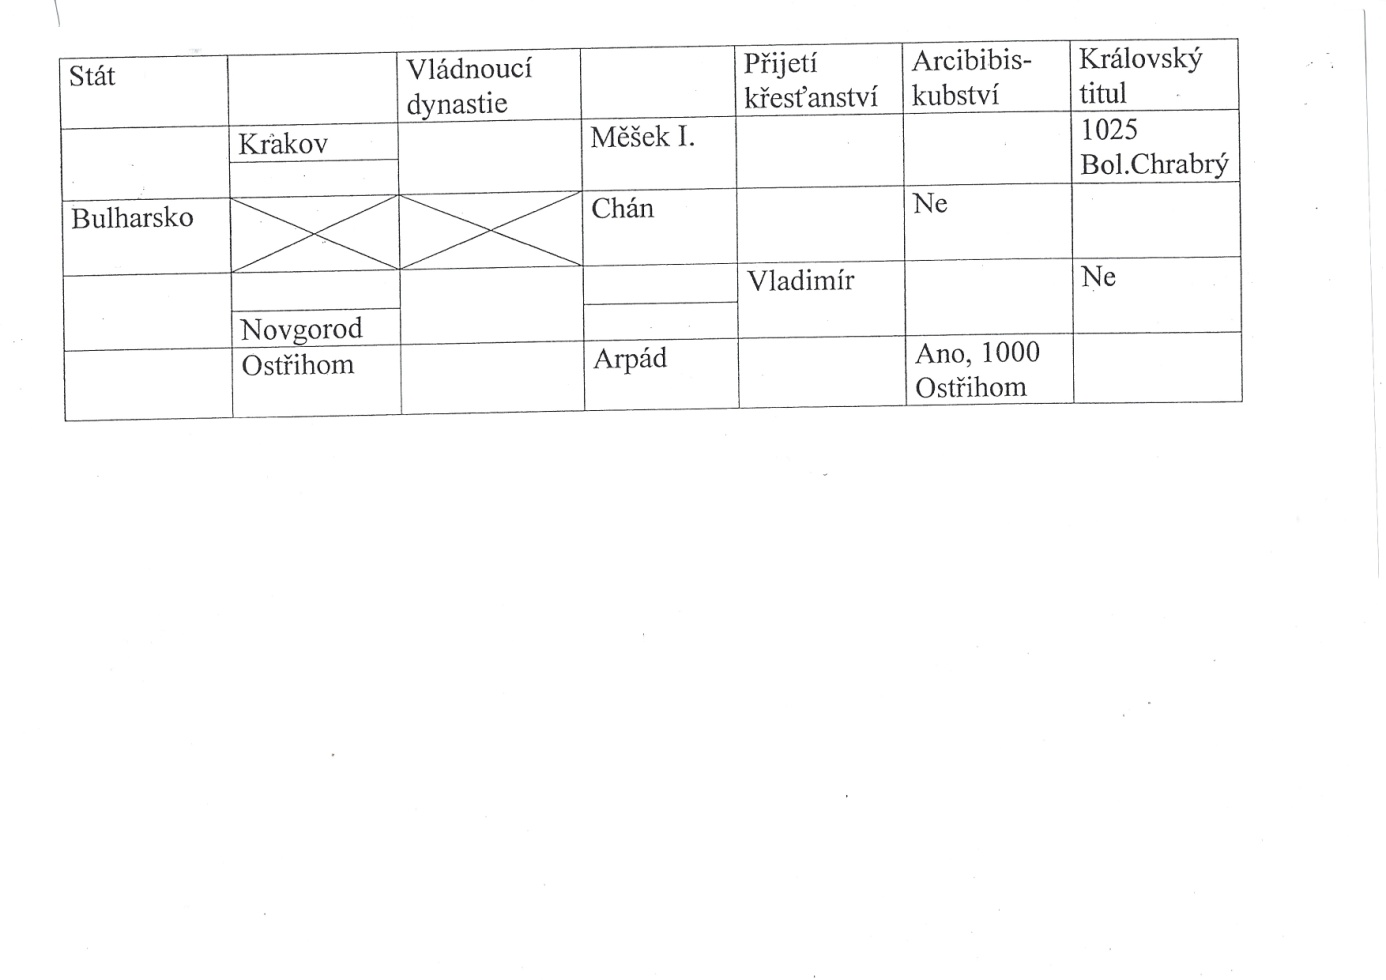 Stát
Vládnoucí
dynastie
Přijetí
křesťanství
Arcibibis-
kubství
Královský
titul
Krakov
Měšek I.
1025
Bol.Chrabrý
Bulharsko
Chán
Ne
Vladimír
Ne
Novgorod
Ostřihom
Arpád
Ano, 1000
Ostřihom